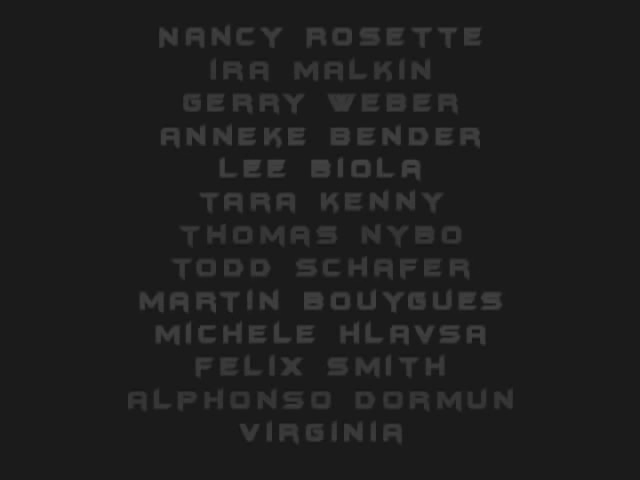 NANCY ROSETTE
IRA MALKIN
GERRY WEBER
ANNEKE BENDER
LEE BIOLA
TARA KENNY
THOMAS NYBO
TODD SCHAFER
MARTIN BOUYGUES
MICHELE HLAVSA
FELIX SMITH
ALPHONSO DORMUN
VIRGINIA